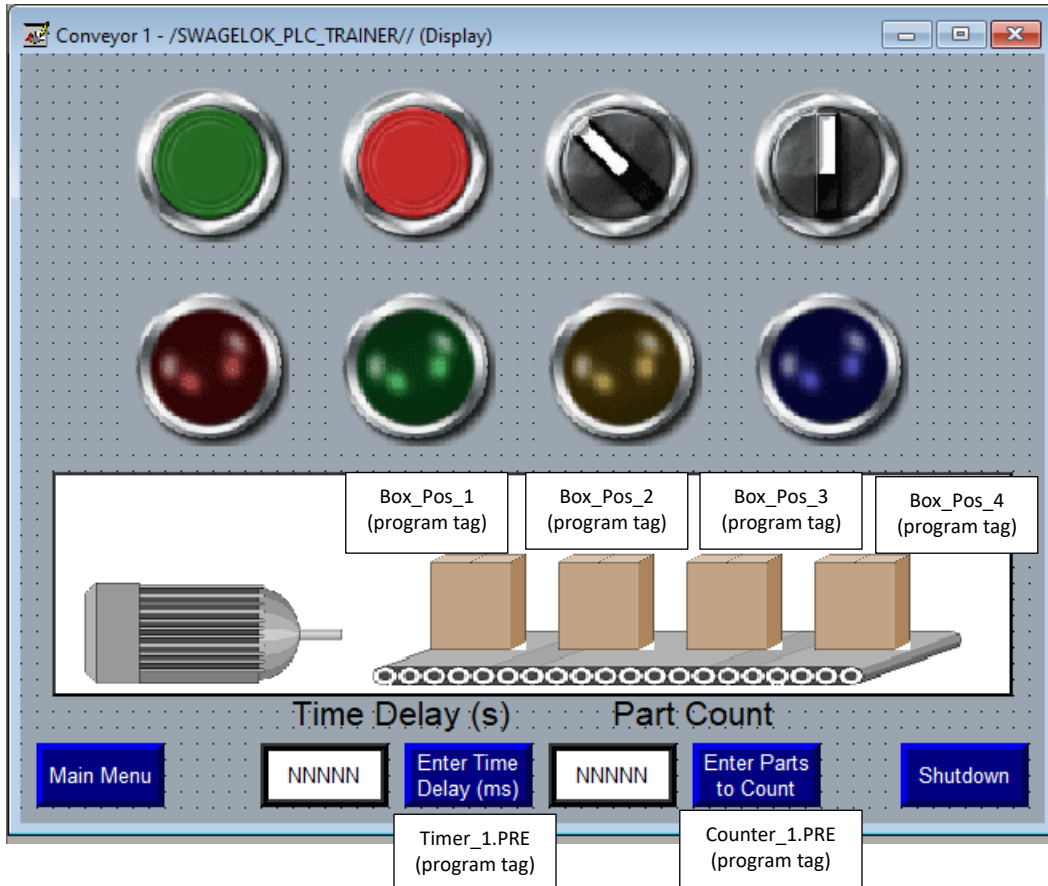 Conveyor 1 - /SWAGELOK_PLC_TRAINER// (Display)
Box_Pos_1
(program tag)
Box_Pos_2
(program tag)
Box_Pos_3
(program tag)
Box_Pos_4
(program tag)
Time Delay (s)
Part Count
Main Menu
NNNNN
Enter Time
Delay (ms)
NNNNN
Enter Parts
to Count
Shutdown
Timer_1.PRE
(program tag)
Counter_1.PRE
(program tag)